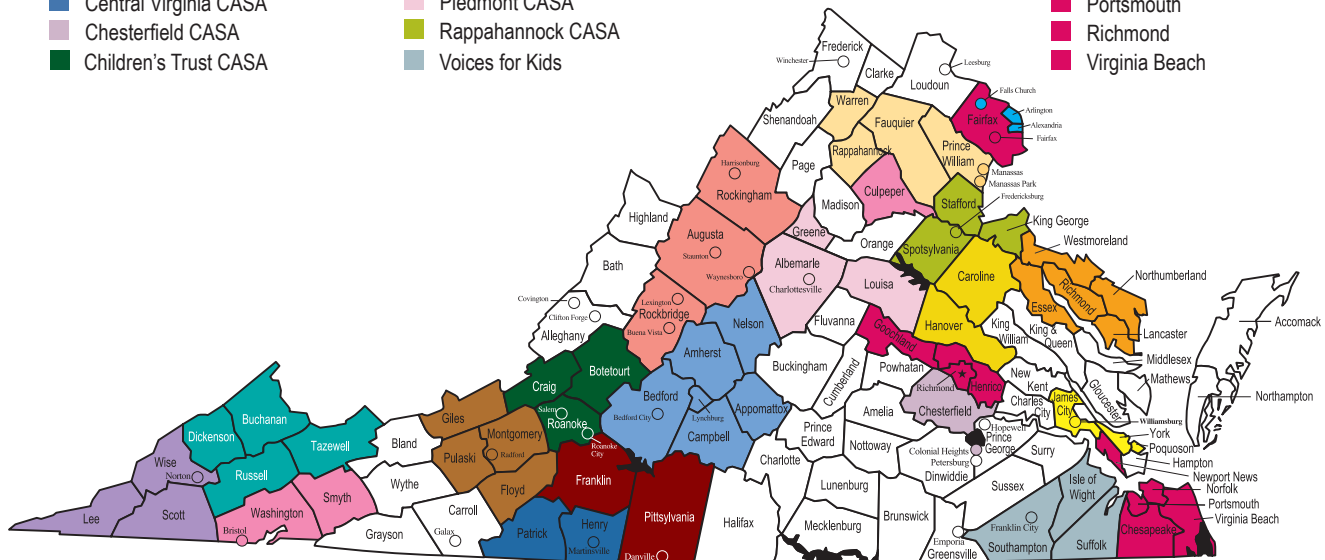 Central Virginia CASA
Chesterfield CASA
Children's Trust CASA
Piedmont CASA
Rappahannock CASA
Voices for Kids
Portsmouth
Richmond
Virginia Beach
Frederick
Winchester
Clarke
Loudoun
Leesburg
Falls Church
Arlington
Alexandria
Fairfax
Fairfax
Warren
Fauquier
Shenandoah
Rappahannock
Prince
William
Manassas
Manassas Park
Page
Harrisonburg
Rockingham
Culpeper
Madison
Stafford
Fredericksburg
King George
Westmoreland
Highland
Augusta
Staunton
Waynesboro
Greene
Orange
Spotsylvania
Northumberland
Bath
Albemarle
Charlottesville
Louisa
Caroline
Richmond
Essex
Lancaster
Accomack
Covington
Clifton Forge
Alleghany
Lexington
Rockbridge
Buena Vista
Nelson
Fluvanna
Goochland
Hanover
King
William
King
& Queen
Middlesex
Mathews
Gloucester
Northampton
Amherst
Buckingham
Cumberland
Powhatan
Richmond
Henrico
New
Kent
Charles
City
James
City
Williamsburg
York
Poquoson
Hampton
Newport News
Norfolk
Portsmouth
Virginia Beach
Botetourt
Craig
Bedford
Bedford City
Lynchburg
Appomattox
Campbell
Chesterfield
Amelia
Hopewell
Prince
George
Colonial Heights
Petersburg
Surry
Prince
Edward
Nottoway
Dinwiddie
Salem
Roanoke
Roanoke
City
Giles
Montgomery
Radford
Pulaski
Floyd
Franklin
Charlotte
Lunenburg
Sussex
Isle of
Wight
Buchanan
Dickenson
Tazewell
Bland
Wise
Norton
Russell
Wythe
Smyth
Washington
Bristol
Lee
Scott
Carroll
Grayson
Galax
Patrick
Henry
Martinsville
Pittsylvania
Danville
Halifax
Mecklenburg
Brunswick
Emporia
Greensville
Franklin City
Southampton
Suffolk
Chesapeake